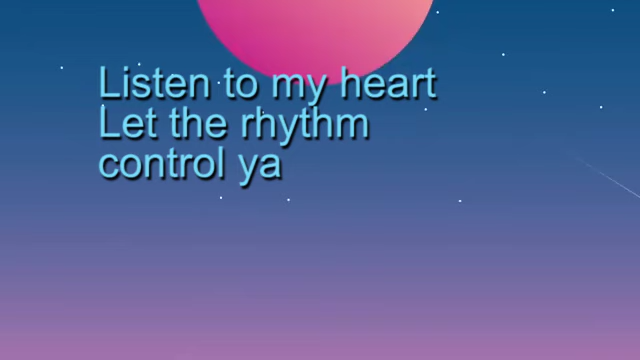 Listen to my heart
Let the rhythm
control ya